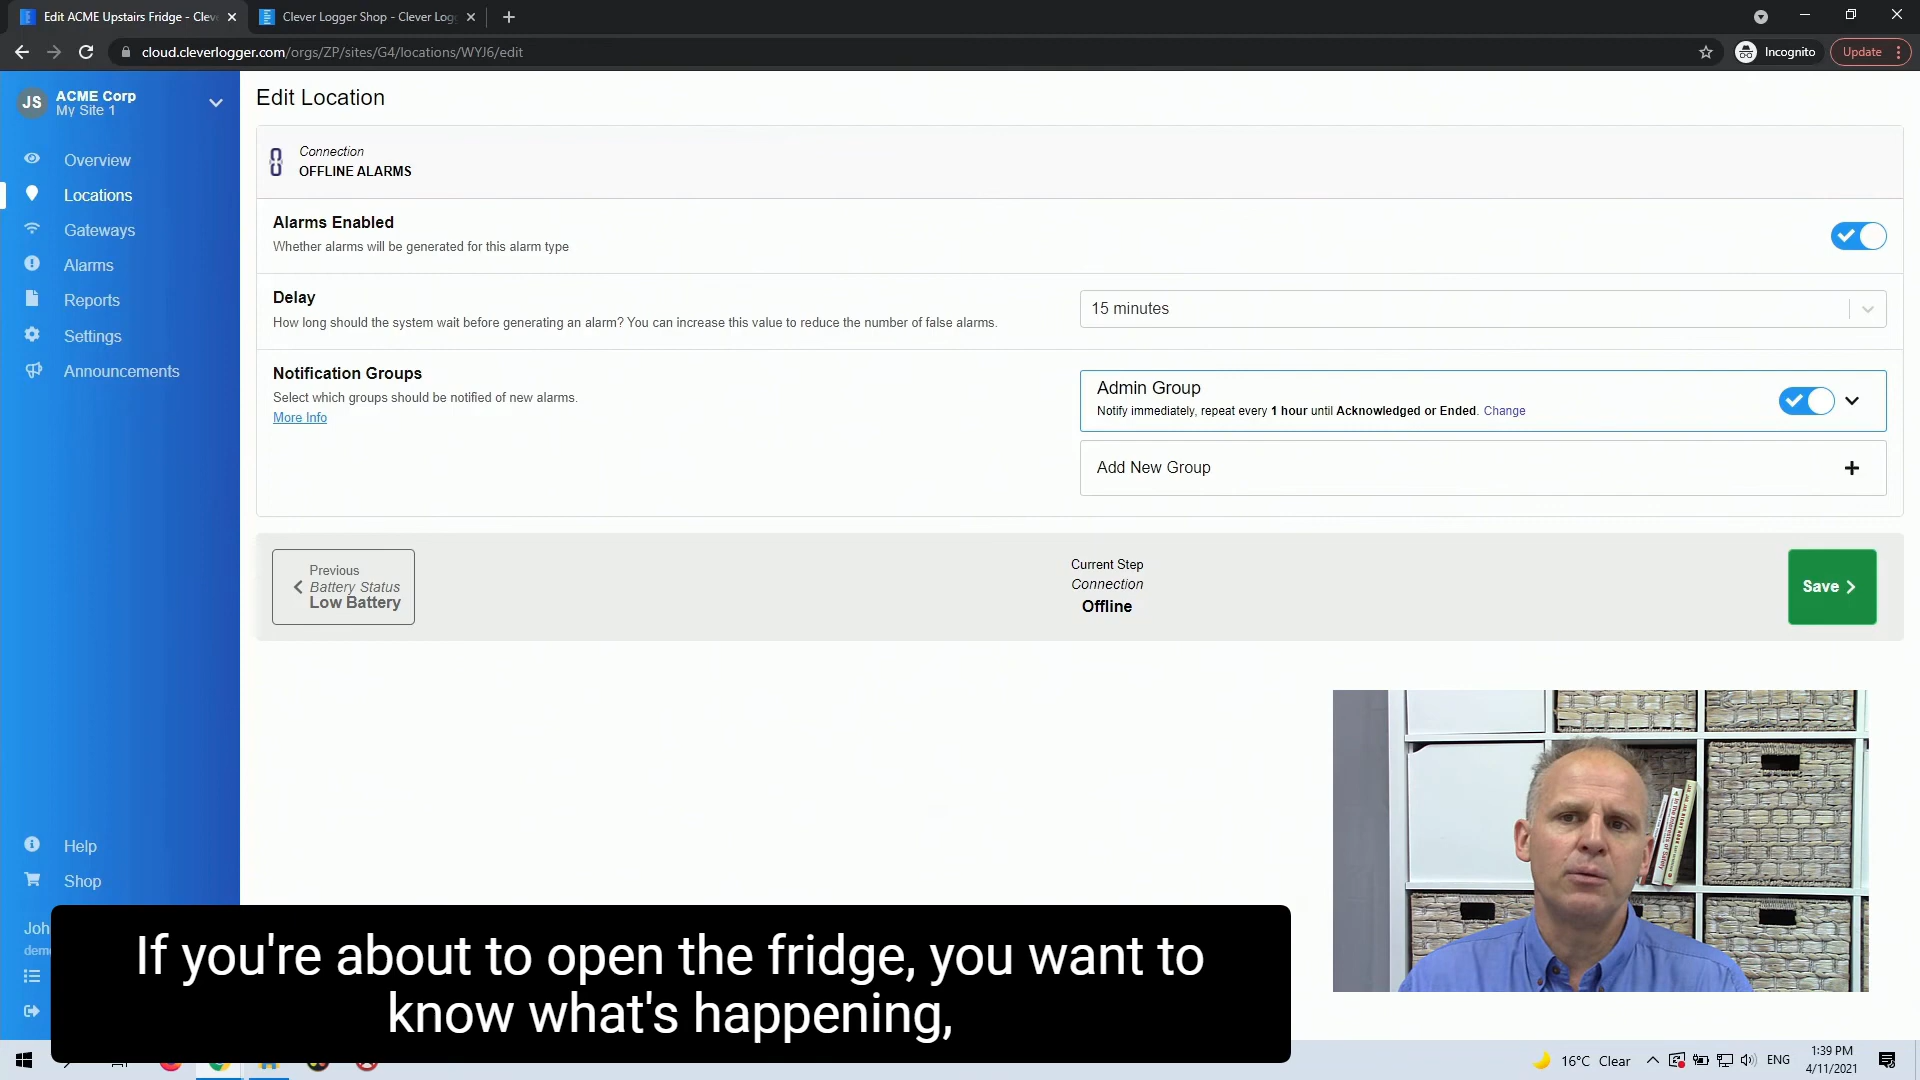 Edit ACME Upstairs Fridge - Clev
Clever Logger Shop - Clever Logg
cloud.cleverlogger.com/orgs/ZP/sites/G4/locations/WYJ6/edit
Incognito
Update
JS
ACME Corp
My Site 1
Overview
Locations
Gateways
Alarms
Reports
Settings
Announcements
Help
Shop
Joh
dem
Edit Location
Connection
OFFLINE ALARMS
Alarms Enabled
Whether alarms will be generated for this alarm type
Delay
How long should the system wait before generating an alarm? You can increase this value to reduce the number of false alarms.
15 minutes
Notification Groups
Select which groups should be notified of new alarms.
More Info
Admin Group
Notify immediately, repeat every 1 hour until Acknowledged or Ended. Change
Add New Group
Previous
Battery Status
Low Battery
Current Step
Connection
Offline
Save
If you're about to open the fridge, you want to
know what's happening,
16°C Clear
ENG
1:39 PM
4/11/2021